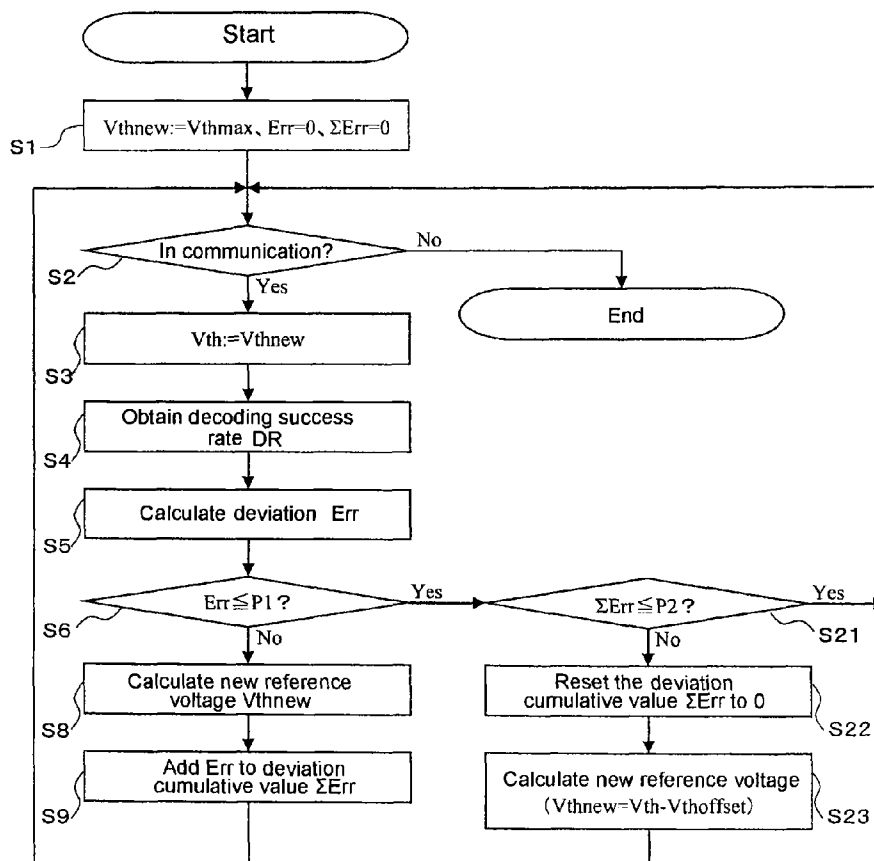 Start
Vthnew:=Vthmax、Err=0、ΣErr=0
S1
In communication?
No
S2
Yes
End
Vth:=Vthnew
S3
Obtain decoding success
rate DR
S4
Calculate deviation Err
S5
Err≦P1?
Yes
S6
No
ΣErr≦P2?
Yes
S21
No
Calculate new reference
voltage Vthnew
S8
Reset the deviation
cumulative value ΣErr to 0
S22
Add Err to deviation
cumulative value ΣErr
S9
Calculate new reference voltage
(Vthnew=Vth-Vthoffset)
S23